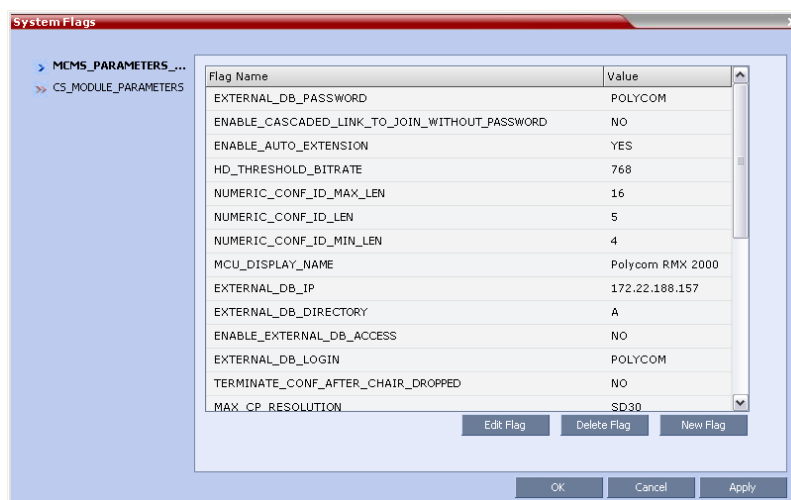 System Flags
MCMS_PARAMETERS_...
CS_MODULE_PARAMETERS
Flag Name Value
EXTERNAL_DB_PASSWORD POLYCOM
ENABLE_CASCADED_LINK_TO_JOIN_WITHOUT_PASSWORD NO
ENABLE_AUTO_EXTENSION YES
HD_THRESHOLD_BITRATE 768
NUMERIC_CONF_ID_MAX_LEN 16
NUMERIC_CONF_ID_LEN 5
NUMERIC_CONF_ID_MIN_LEN 4
MCU_DISPLAY_NAME Polycom RMX 2000
EXTERNAL_DB_IP 172.22.188.157
EXTERNAL_DB_DIRECTORY A
ENABLE_EXTERNAL_DB_ACCESS NO
EXTERNAL_DB_LOGIN POLYCOM
TERMINATE_CONF_AFTER_CHAIR_DROPPED NO
MAX_CP_RESOLUTION SD30
Edit Flag Delete Flag New Flag
OK Cancel Apply